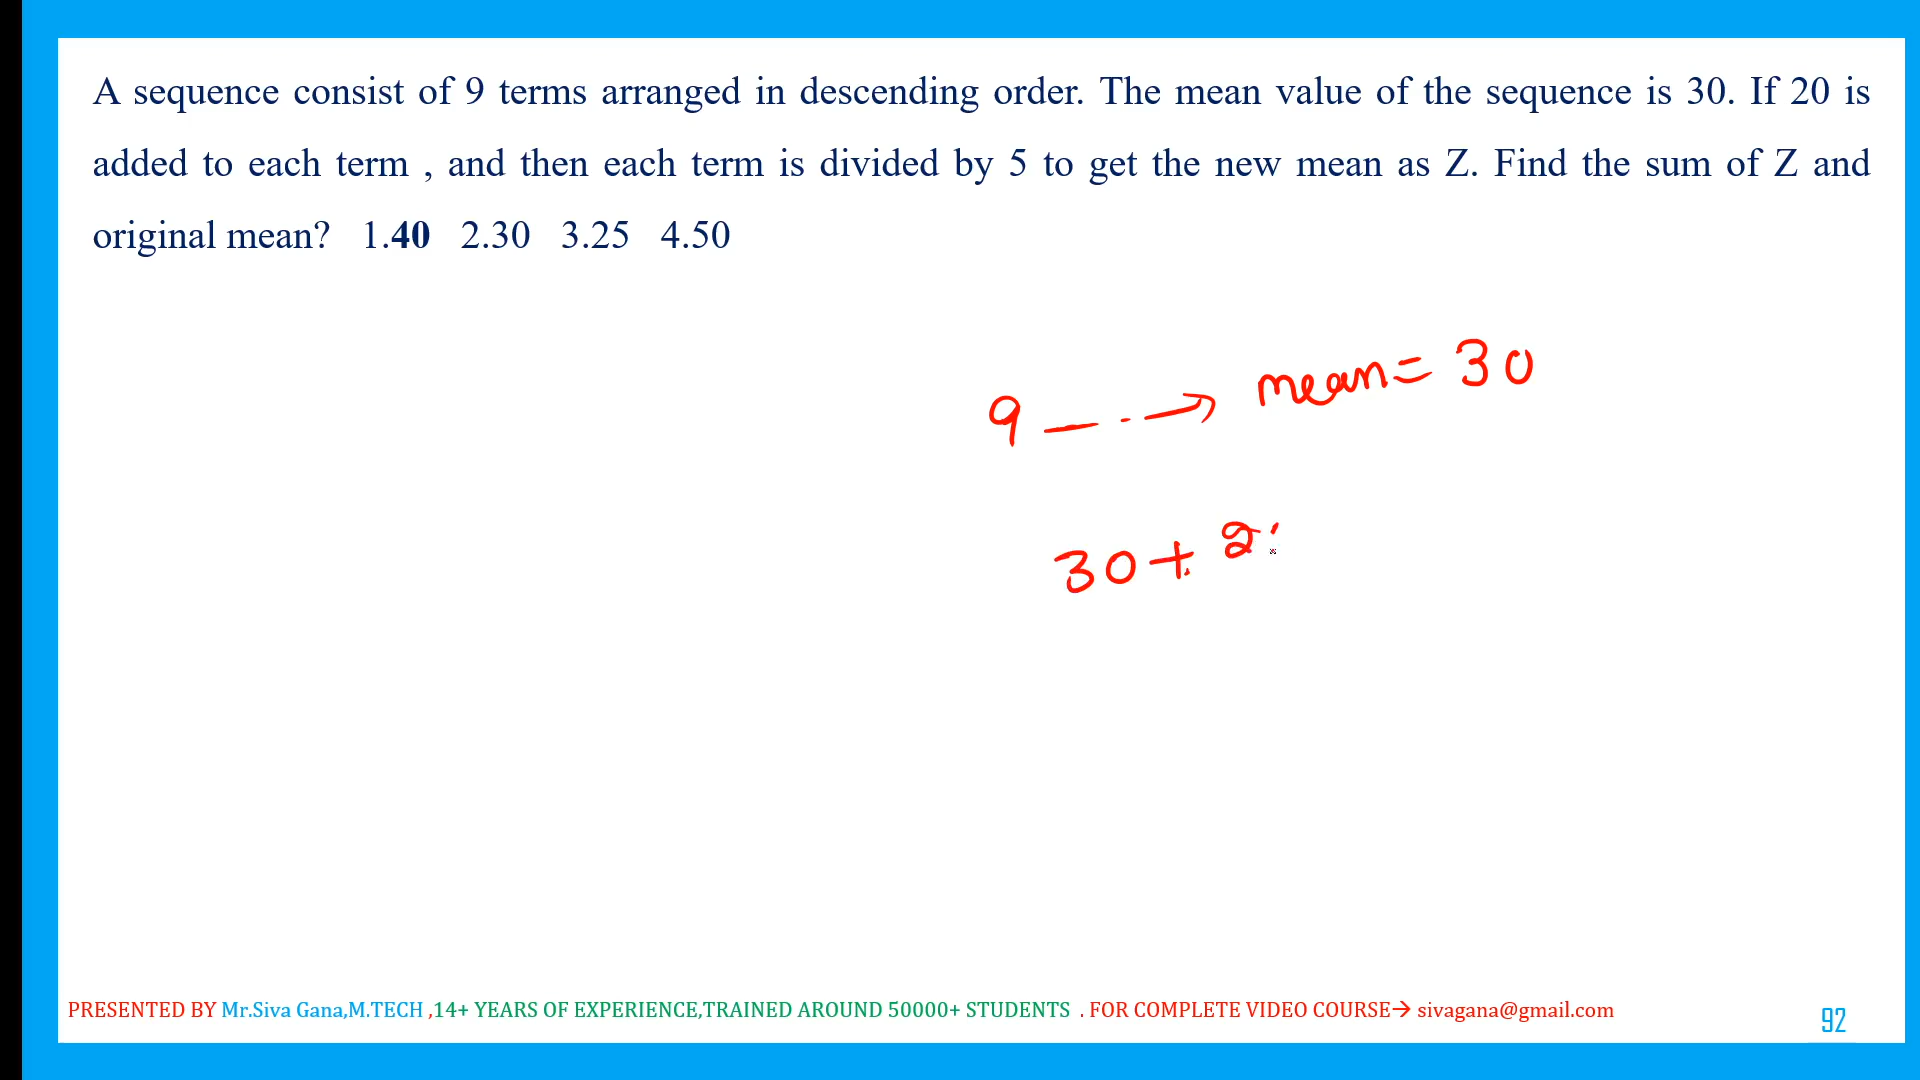 A sequence consist of 9 terms arranged in descending order. The mean value of the sequence is 30. If 20 is
added to each term , and then each term is divided by 5 to get the new mean as Z. Find the sum of Z and
original mean? 1.40 2.30 3.25 4.50
9 — . → mean = 30
30 + 2
PRESENTED BY Mr.Siva Gana,M.TECH ,14+ YEARS OF EXPERIENCE,TRAINED AROUND 50000+ STUDENTS . FOR COMPLETE VIDEO COURSE→ sivagana@gmail.com
92